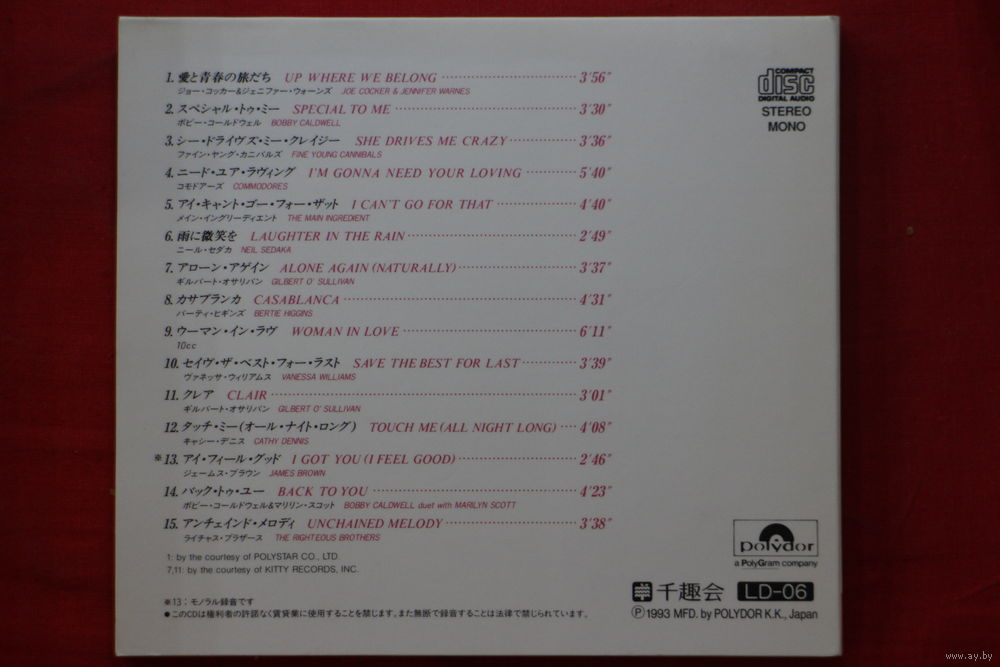 1. 愛と青春の旅だち UP WHERE WE BELONG ········ 3'56"
ジョー・コッカー&ジェニファー・ウォーンズ JOE COCKER & JENNIFER WARNES
2. スペシャル・トゥ・ミー SPECIAL TO ME ········ 3'30"
ボビー・コールドウェル BOBBY CALDWELL
3. シー・ドライヴズ・ミー・クレイジー SHE DRIVES ME CRAZY ········ 3'36"
ファイン・ヤング・カニバルズ FINE YOUNG CANNIBALS
4. ニード・ユア・ラヴィング I'M GONNA NEED YOUR LOVING ········ 5'40"
コモドアーズ COMMODORES
5. アイ・キャント・ゴー・フォー・ザット I CAN'T GO FOR THAT ········ 4'40"
メイン・イングリーディエント THE MAIN INGREDIENT
6. 雨に微笑を LAUGHTER IN THE RAIN ········ 2'49"
ニール・セダカ NEIL SEDAKA
7. アローン・アゲイン ALONE AGAIN (NATURALLY) ········ 3'37"
ギルバート・オサリバン GILBERT O' SULLIVAN
8. カサブランカ CASABLANCA ········ 4'31"
バーティ・ヒギンズ BERTIE HIGGINS
9. ウーマン・イン・ラヴ WOMAN IN LOVE ········ 6'11"
10cc
10. セイヴ・ザ・ベスト・フォー・ラスト SAVE THE BEST FOR LAST ········ 3'39"
ヴァネッサ・ウィリアムス VANESSA WILLIAMS
11. クレア CLAIR ········ 3'01"
ギルバート・オサリバン GILBERT O' SULLIVAN
12. タッチ・ミー(オール・ナイト・ロング) TOUCH ME (ALL NIGHT LONG) ···· 4'08"
キャシー・デニス CATHY DENNIS
※13. アイ・フィール・グッド I GOT YOU (I FEEL GOOD) ········ 2'46"
ジェームス・ブラウン JAMES BROWN
14. バック・トゥ・ユー BACK TO YOU ········ 4'23"
ボビー・コールドウェル&マリリン・スコット BOBBY CALDWELL duet with MARILYN SCOTT
15. アンチェインド・メロディ UNCHAINED MELODY ········ 3'38"
ライチャス・ブラザース THE RIGHTEOUS BROTHERS
1: by the courtesy of POLYSTAR CO., LTD.
7,11: by the courtesy of KITTY RECORDS, INC.
※13:モノラル録音です
●このCDは権利者の許諾なく賃貸業に使用することを禁じます。また無断で録音することは法律で禁じられています。
COMPACT
disc
DIGITAL AUDIO
STEREO
MONO
polydor
a PolyGram company
千趣会 LD-06
Ⓟ1993 MFD. by POLYDOR K.K., Japan
www.ay.by